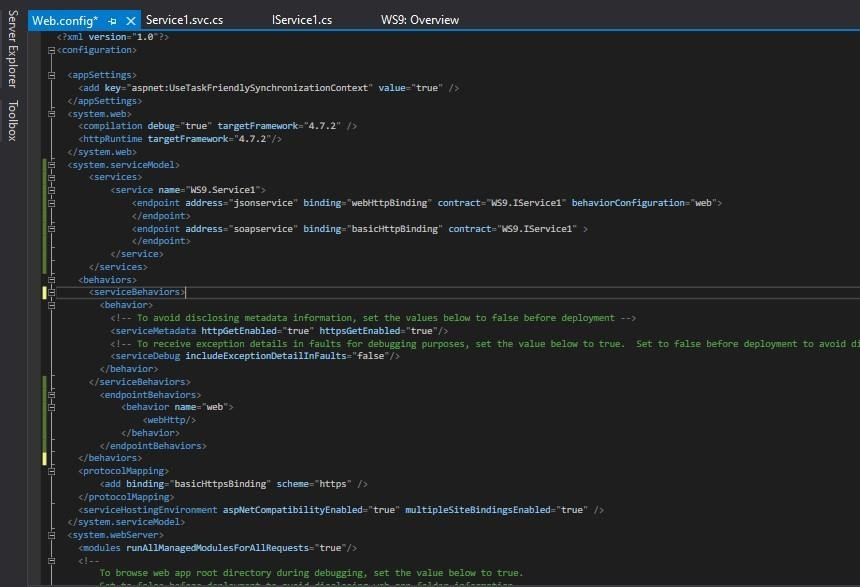 Web.config*
Service1.svc.cs
IService1.cs
WS9: Overview
Server Explorer
Toolbox
<?xml version="1.0"?>
<configuration>
<appSettings>
<add key="aspnet:UseTaskFriendlySynchronizationContext" value="true" />
</appSettings>
<system.web>
<compilation debug="true" targetFramework="4.7.2" />
<httpRuntime targetFramework="4.7.2"/>
</system.web>
<system.serviceModel>
<services>
<service name="WS9.Service1">
<endpoint address="jsonservice" binding="webHttpBinding" contract="WS9.IService1" behaviorConfiguration="web">
</endpoint>
<endpoint address="soapservice" binding="basicHttpBinding" contract="WS9.IService1" >
</endpoint>
</service>
</services>
<behaviors>
<serviceBehaviors>
<behavior>
<!-- To avoid disclosing metadata information, set the values below to false before deployment -->
<serviceMetadata httpGetEnabled="true" httpsGetEnabled="true"/>
<!-- To receive exception details in faults for debugging purposes, set the value below to true.  Set to false before deployment to avoid di
<serviceDebug includeExceptionDetailInFaults="false"/>
</behavior>
</serviceBehaviors>
<endpointBehaviors>
<behavior name="web">
<webHttp/>
</behavior>
</endpointBehaviors>
</behaviors>
<protocolMapping>
<add binding="basicHttpsBinding" scheme="https" />
</protocolMapping>
<serviceHostingEnvironment aspNetCompatibilityEnabled="true" multipleSiteBindingsEnabled="true" />
</system.serviceModel>
<system.webServer>
<modules runAllManagedModulesForAllRequests="true"/>
<!--
To browse web app root directory during debugging, set the value below to true.